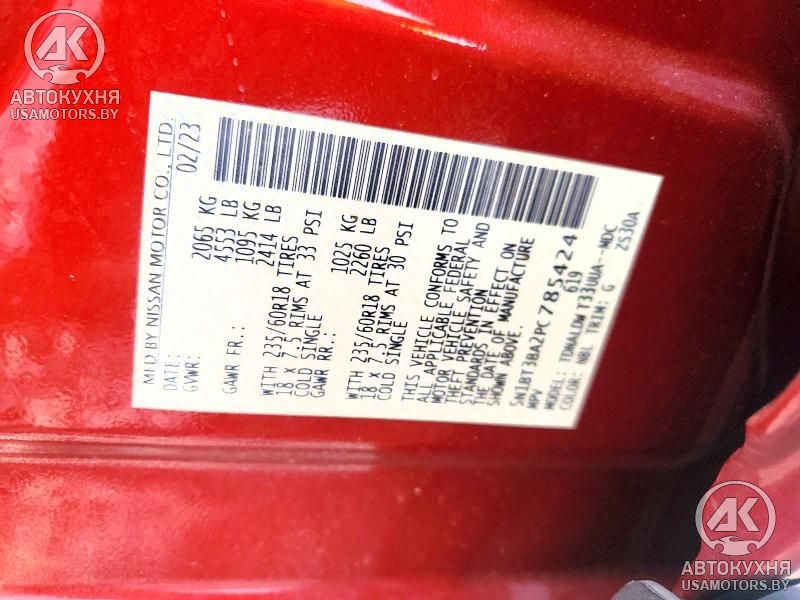 AK
АВТОКУХНЯ
USAMOTORS.BY
MFD BY NISSAN MOTOR CO., LTD.
DATE: 02/23
GVWR: 2065 KG
4553 LB
GAWR FR.: 1095 KG
2414 LB
WITH 235/60R18 TIRES
18 X 7.5 RIMS AT 33 PSI
COLD SINGLE
GAWR RR.: 1025 KG
2260 LB
WITH 235/60R18 TIRES
18 X 7.5 RIMS AT 30 PSI
COLD SINGLE
THIS VEHICLE CONFORMS TO
ALL APPLICABLE FEDERAL
MOTOR VEHICLE SAFETY AND
THEFT PREVENTION
STANDARDS IN EFFECT ON
THE DATE OF MANUFACTURE
SHOWN ABOVE.
5N1BT3BA2PC785424
MPV 619
MODEL: TDNALDWT33UUA--MDC
COLOR: NBL TRIM: G 2S30A
AK
АВТОКУХНЯ
USAMOTORS.BY